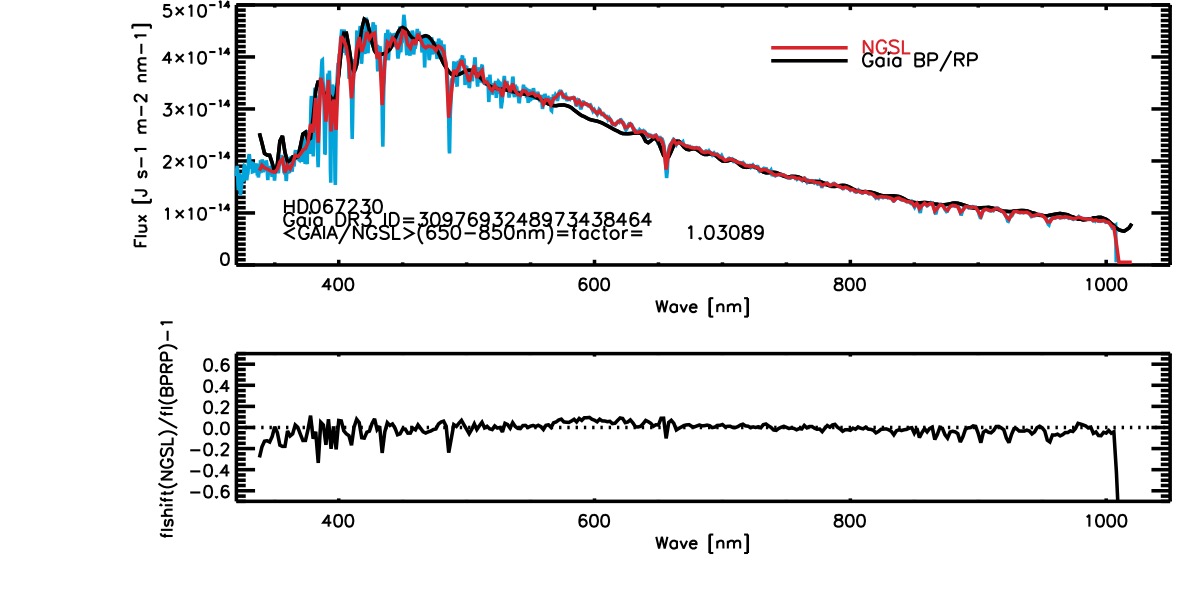 5×10⁻¹⁴
4×10⁻¹⁴
3×10⁻¹⁴
2×10⁻¹⁴
1×10⁻¹⁴
0
Flux [J s−1 m−2 nm−1]
NGSL
Gaia BP/RP
HD067230
Gaia DR3 ID=3097693248973438464
<GAIA/NGSL>(650−850nm)=factor= 1.03089
400 600 800 1000
Wave [nm]
flshift(NGSL)/fl(BPRP)−1
0.6
0.4
0.2
0.0
−0.2
−0.4
−0.6
400 600 800 1000
Wave [nm]